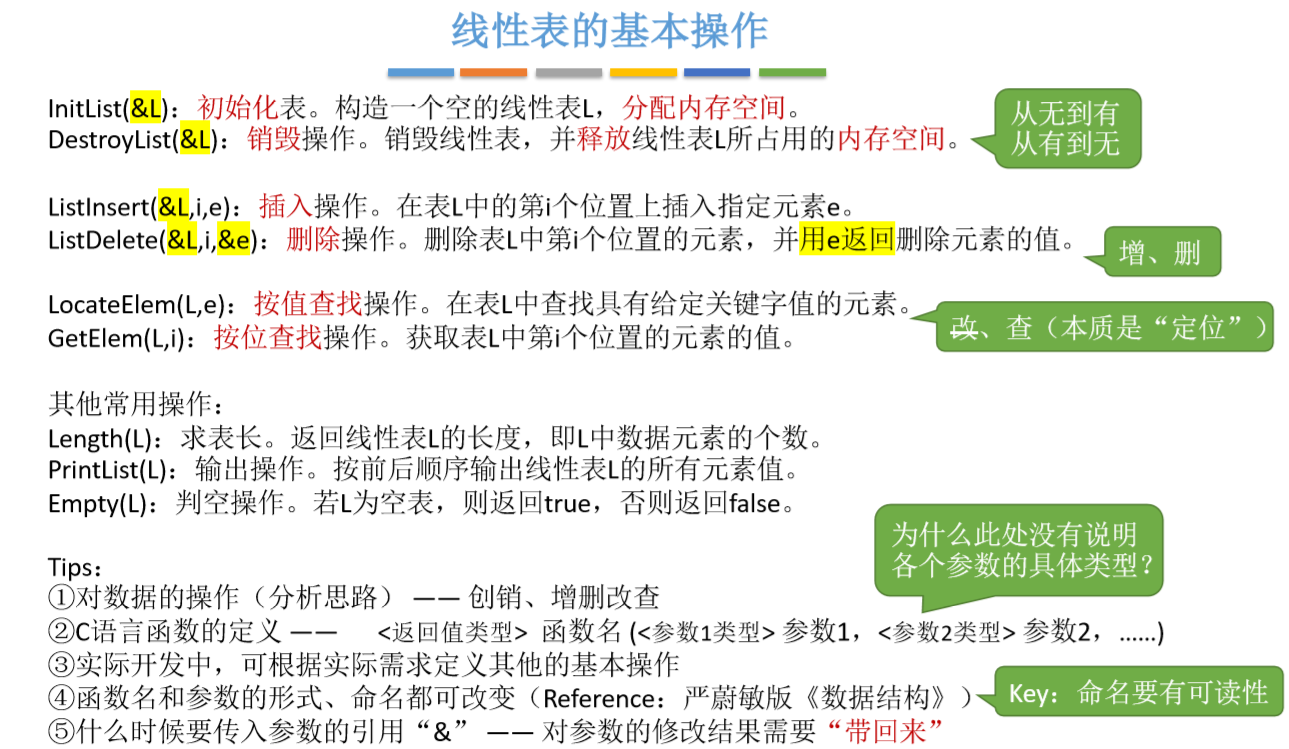 线性表的基本操作
InitList(&L)：初始化表。构造一个空的线性表L，分配内存空间。
DestroyList(&L)：销毁操作。销毁线性表，并释放线性表L所占用的内存空间。
从无到有
从有到无
ListInsert(&L,i,e)：插入操作。在表L中的第i个位置上插入指定元素e。
ListDelete(&L,i,&e)：删除操作。删除表L中第i个位置的元素，并用e返回删除元素的值。
增、删
LocateElem(L,e)：按值查找操作。在表L中查找具有给定关键字值的元素。
GetElem(L,i)：按位查找操作。获取表L中第i个位置的元素的值。
改、查（本质是“定位”）
其他常用操作：
Length(L)：求表长。返回线性表L的长度，即L中数据元素的个数。
PrintList(L)：输出操作。按前后顺序输出线性表L的所有元素值。
Empty(L)：判空操作。若L为空表，则返回true，否则返回false。
为什么此处没有说明
各个参数的具体类型？
Tips：
①对数据的操作（分析思路） —— 创销、增删改查
②C语言函数的定义 —— <返回值类型> 函数名 (<参数1类型> 参数1，<参数2类型> 参数2，……)
③实际开发中，可根据实际需求定义其他的基本操作
④函数名和参数的形式、命名都可改变（Reference：严蔚敏版《数据结构》）
Key：命名要有可读性
⑤什么时候要传入参数的引用“&” —— 对参数的修改结果需要“带回来”